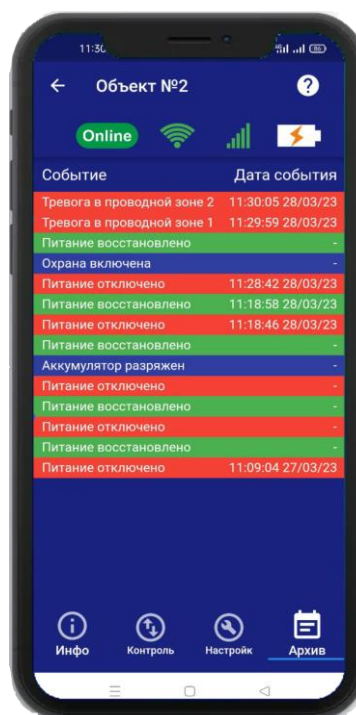 11:30
86
Объект №2
?
Online
Событие Дата события
Тревога в проводной зоне 2 11:30:05 28/03/23
Тревога в проводной зоне 1 11:29:59 28/03/23
Питание восстановлено -
Охрана включена -
Питание отключено 11:28:42 28/03/23
Питание восстановлено 11:18:58 28/03/23
Питание отключено 11:18:46 28/03/23
Питание восстановлено -
Аккумулятор разряжен -
Питание отключено -
Питание восстановлено -
Питание отключено -
Питание восстановлено -
Питание отключено 11:09:04 27/03/23
Инфо Контроль Настройк Архив